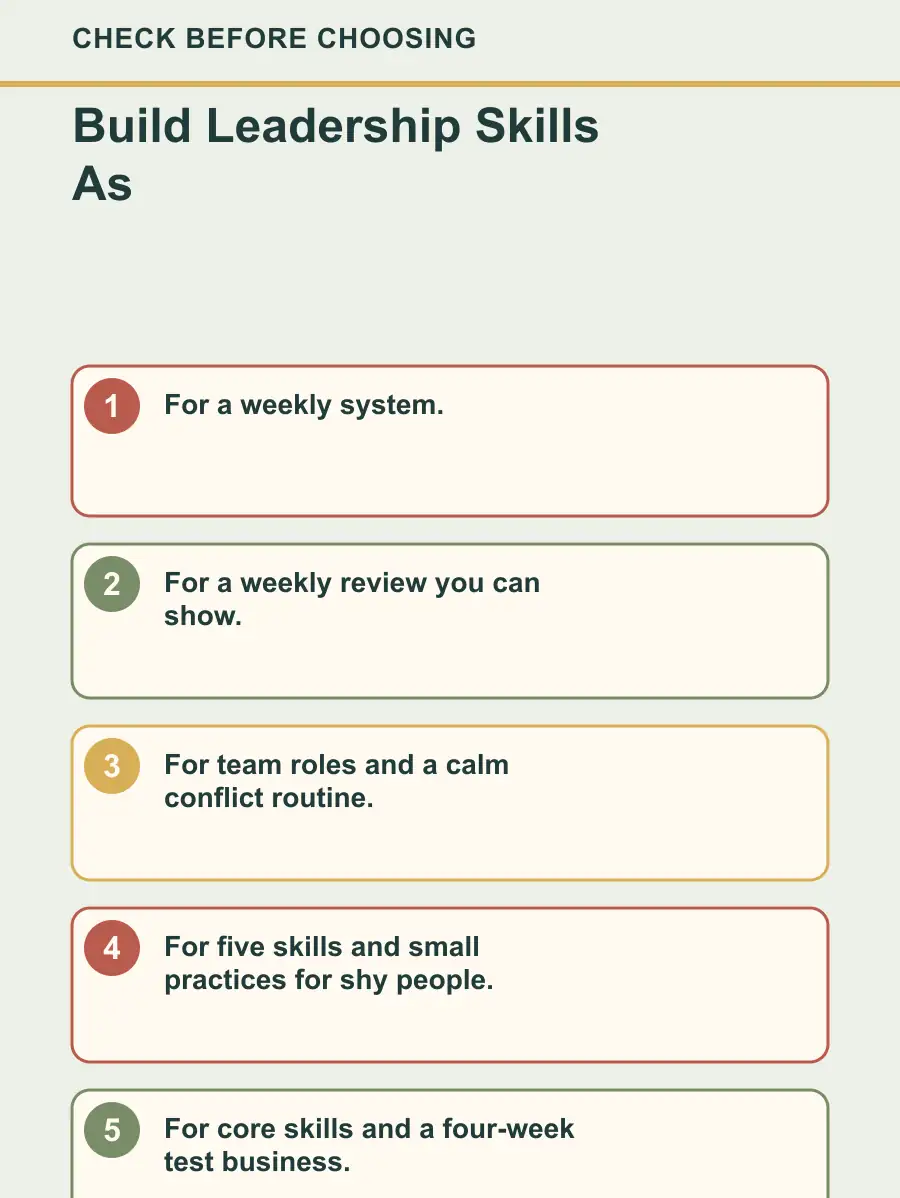 CHECK BEFORE CHOOSING
Build Leadership Skills
As
1
For a weekly system.
2
For a weekly review you can
show.
3
For team roles and a calm
conflict routine.
4
For five skills and small
practices for shy people.
5
For core skills and a four-week
test business.